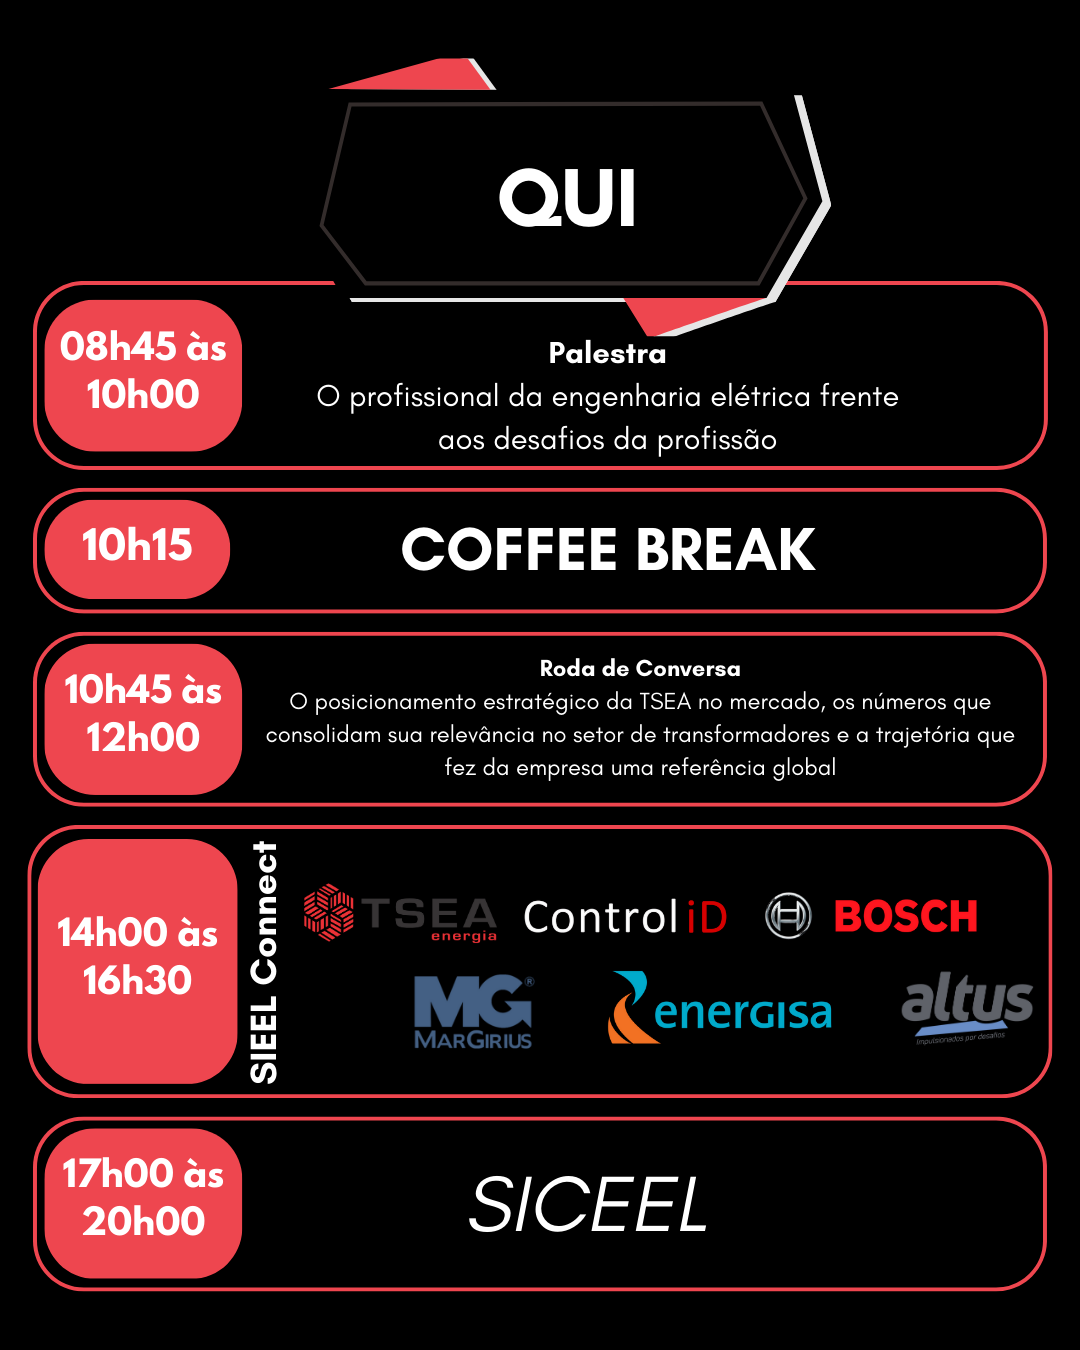 QUI
08h45 às
10h00
Palestra
O profissional da engenharia elétrica frente
aos desafios da profissão
10h15
COFFEE BREAK
10h45 às
12h00
Roda de Conversa
O posicionamento estratégico da TSEA no mercado, os números que
consolidam sua relevância no setor de transformadores e a trajetória que
fez da empresa uma referência global
14h00 às
16h30
SIEEL Connect
TSEA
energia
Control iD
BOSCH
MG®
MARGIRIUS
energisa
altus
Impulsionados por desafios
17h00 às
20h00
SICEEL